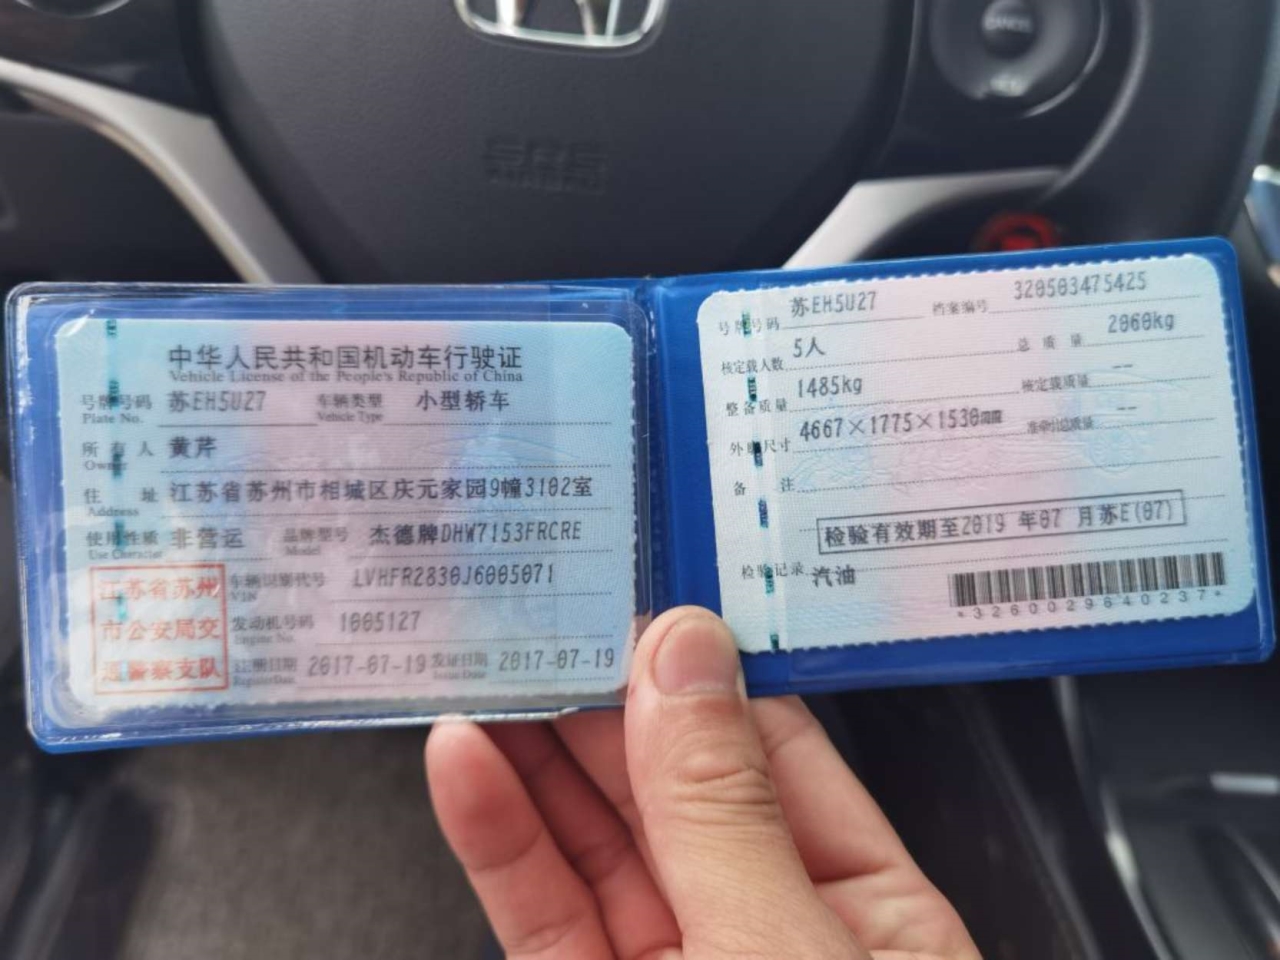 中华人民共和国机动车行驶证
Vehicle License of the People's Republic of China
号牌号码 苏EH5U27 车辆类型 小型轿车
Plate No. Vehicle Type
所有人 黄芹
Owner
住址 江苏省苏州市相城区庆元家园9幢3102室
Address
使用性质 非营运 品牌型号 杰德牌DHW7153FRCRE
Use Character Model
车辆识别代号 LVHFR2830J6005071
VIN
发动机号码 1005127
Engine No.
注册日期 2017-07-19 发证日期 2017-07-19
Register Date Issue Date
江苏省苏州
市公安局交
通警察支队
号牌号码 苏EH5U27 档案编号 320503475425
核定载人数 5人 总质量 2060kg
整备质量 1485kg 核定载质量 --
外廓尺寸 4667×1775×1530mm 准牵引总质量 --
备注
检验有效期至2019 年07 月苏E(07)
检验记录 汽油
*3260029640237*
CANCEL